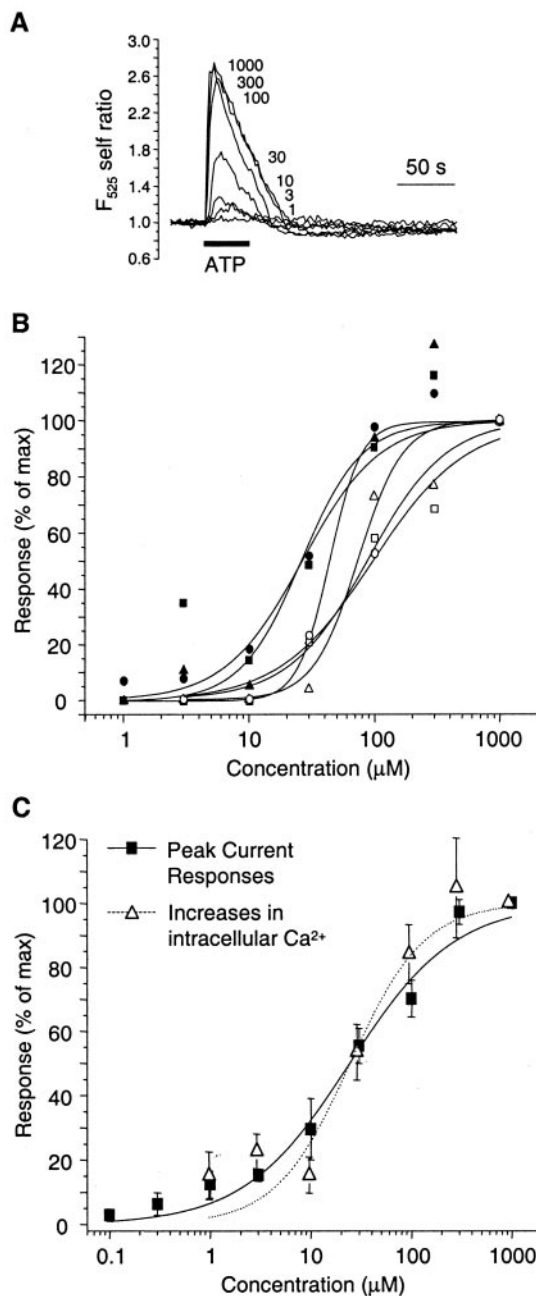 A
3.0
2.6
2.2
1.8
1.4
1.0
0.6
F525 self ratio
1000
300
100
30
10
3
1
50 s
ATP
B
120
100
80
60
40
20
0
Response (% of max)
1
10
100
1000
Concentration (μM)
C
120
100
80
60
40
20
0
Response (% of max)
Peak Current
Responses
Increases in
intracellular Ca²⁺
0.1
1
10
100
1000
Concentration (μM)